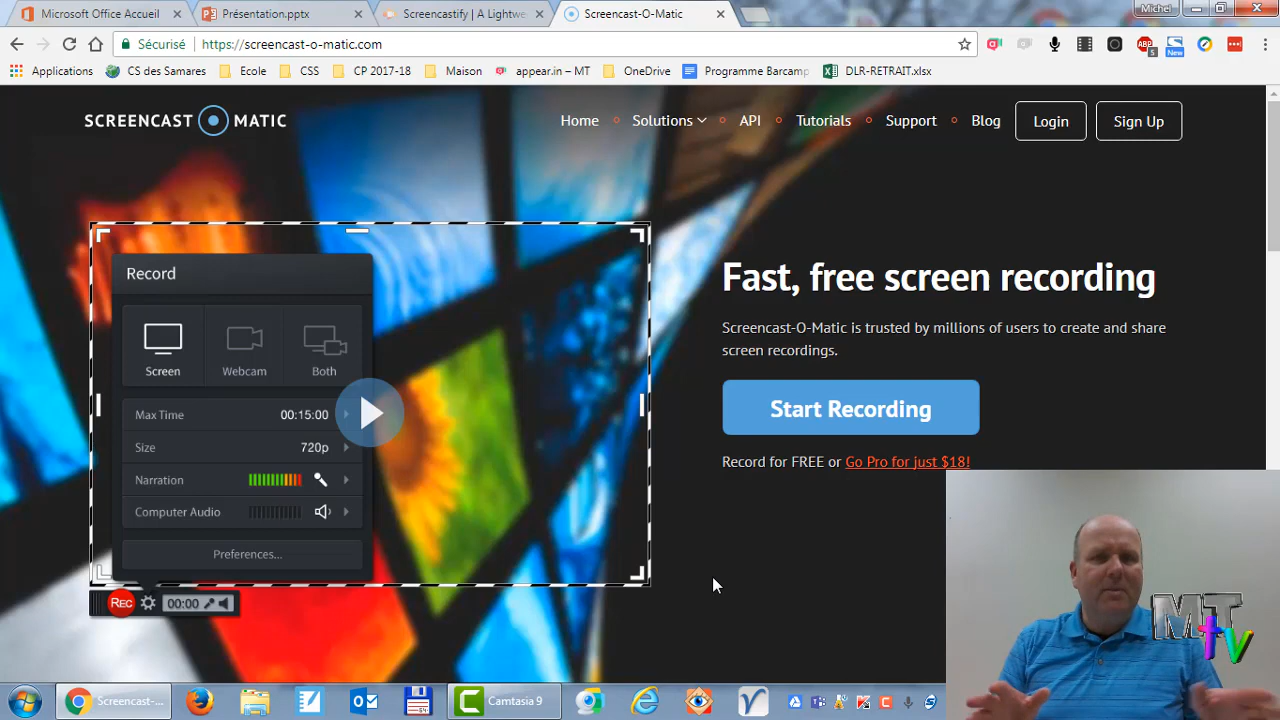 Microsoft Office Accueil
Présentation.pptx
Screencastify | A Lightwe
Screencast-O-Matic
Michel
Sécurisé
https://screencast-o-matic.com
ABP
5
New
Applications
CS des Samares
Ecole
CSS
CP 2017-18
Maison
appear.in – MT
OneDrive
Programme Barcamp
DLR-RETRAIT.xlsx
SCREENCAST MATIC
Home
Solutions
API
Tutorials
Support
Blog
Login
Sign Up
Record
Screen
Webcam
Both
Max Time 00:15:00
Size 720p
Narration
Computer Audio
Preferences...
REC
00:00
Fast, free screen recording
Screencast-O-Matic is trusted by millions of users to create and share
screen recordings.
Start Recording
Record for FREE or Go Pro for just $18!
MTV
Screencast-...
Camtasia 9